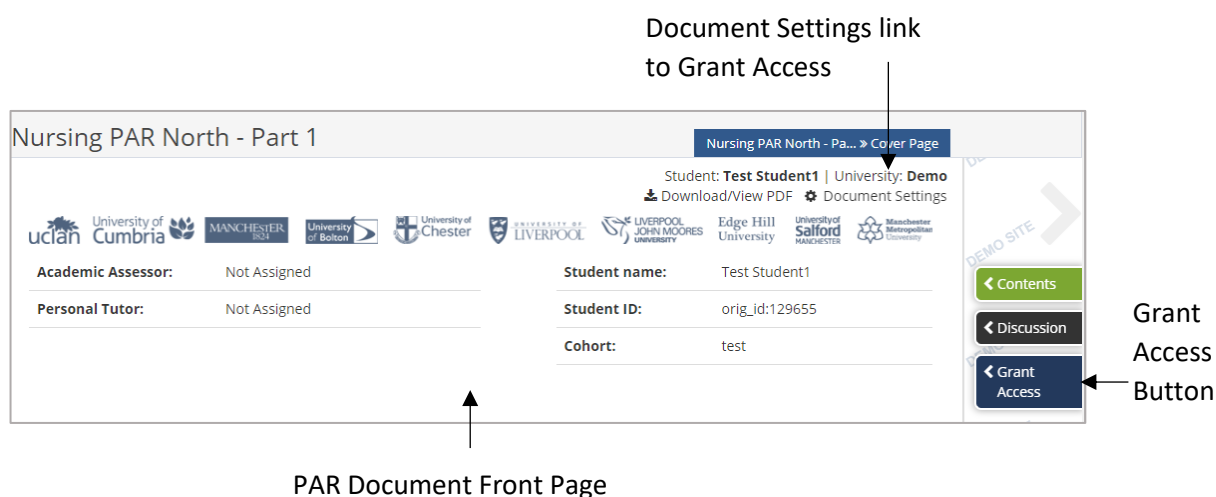 Document Settings link
to Grant Access
Nursing PAR North - Part 1
Nursing PAR North - Pa... » Cover Page
Student: Test Student1 | University: Demo
Download/View PDF Document Settings
uclan
University of
Cumbria
MANCHESTER
1824
University
of Bolton
University of
Chester
UNIVERSITY OF
LIVERPOOL
LIVERPOOL
JOHN MOORES
UNIVERSITY
Edge Hill
University
University of
Salford
MANCHESTER
Manchester
Metropolitan
University
DEMO SITE
Academic Assessor: Not Assigned
Student name: Test Student1
Personal Tutor: Not Assigned
Student ID: orig_id:129655
Cohort: test
Contents
Discussion
Grant
Access
Grant
Access
Button
PAR Document Front Page